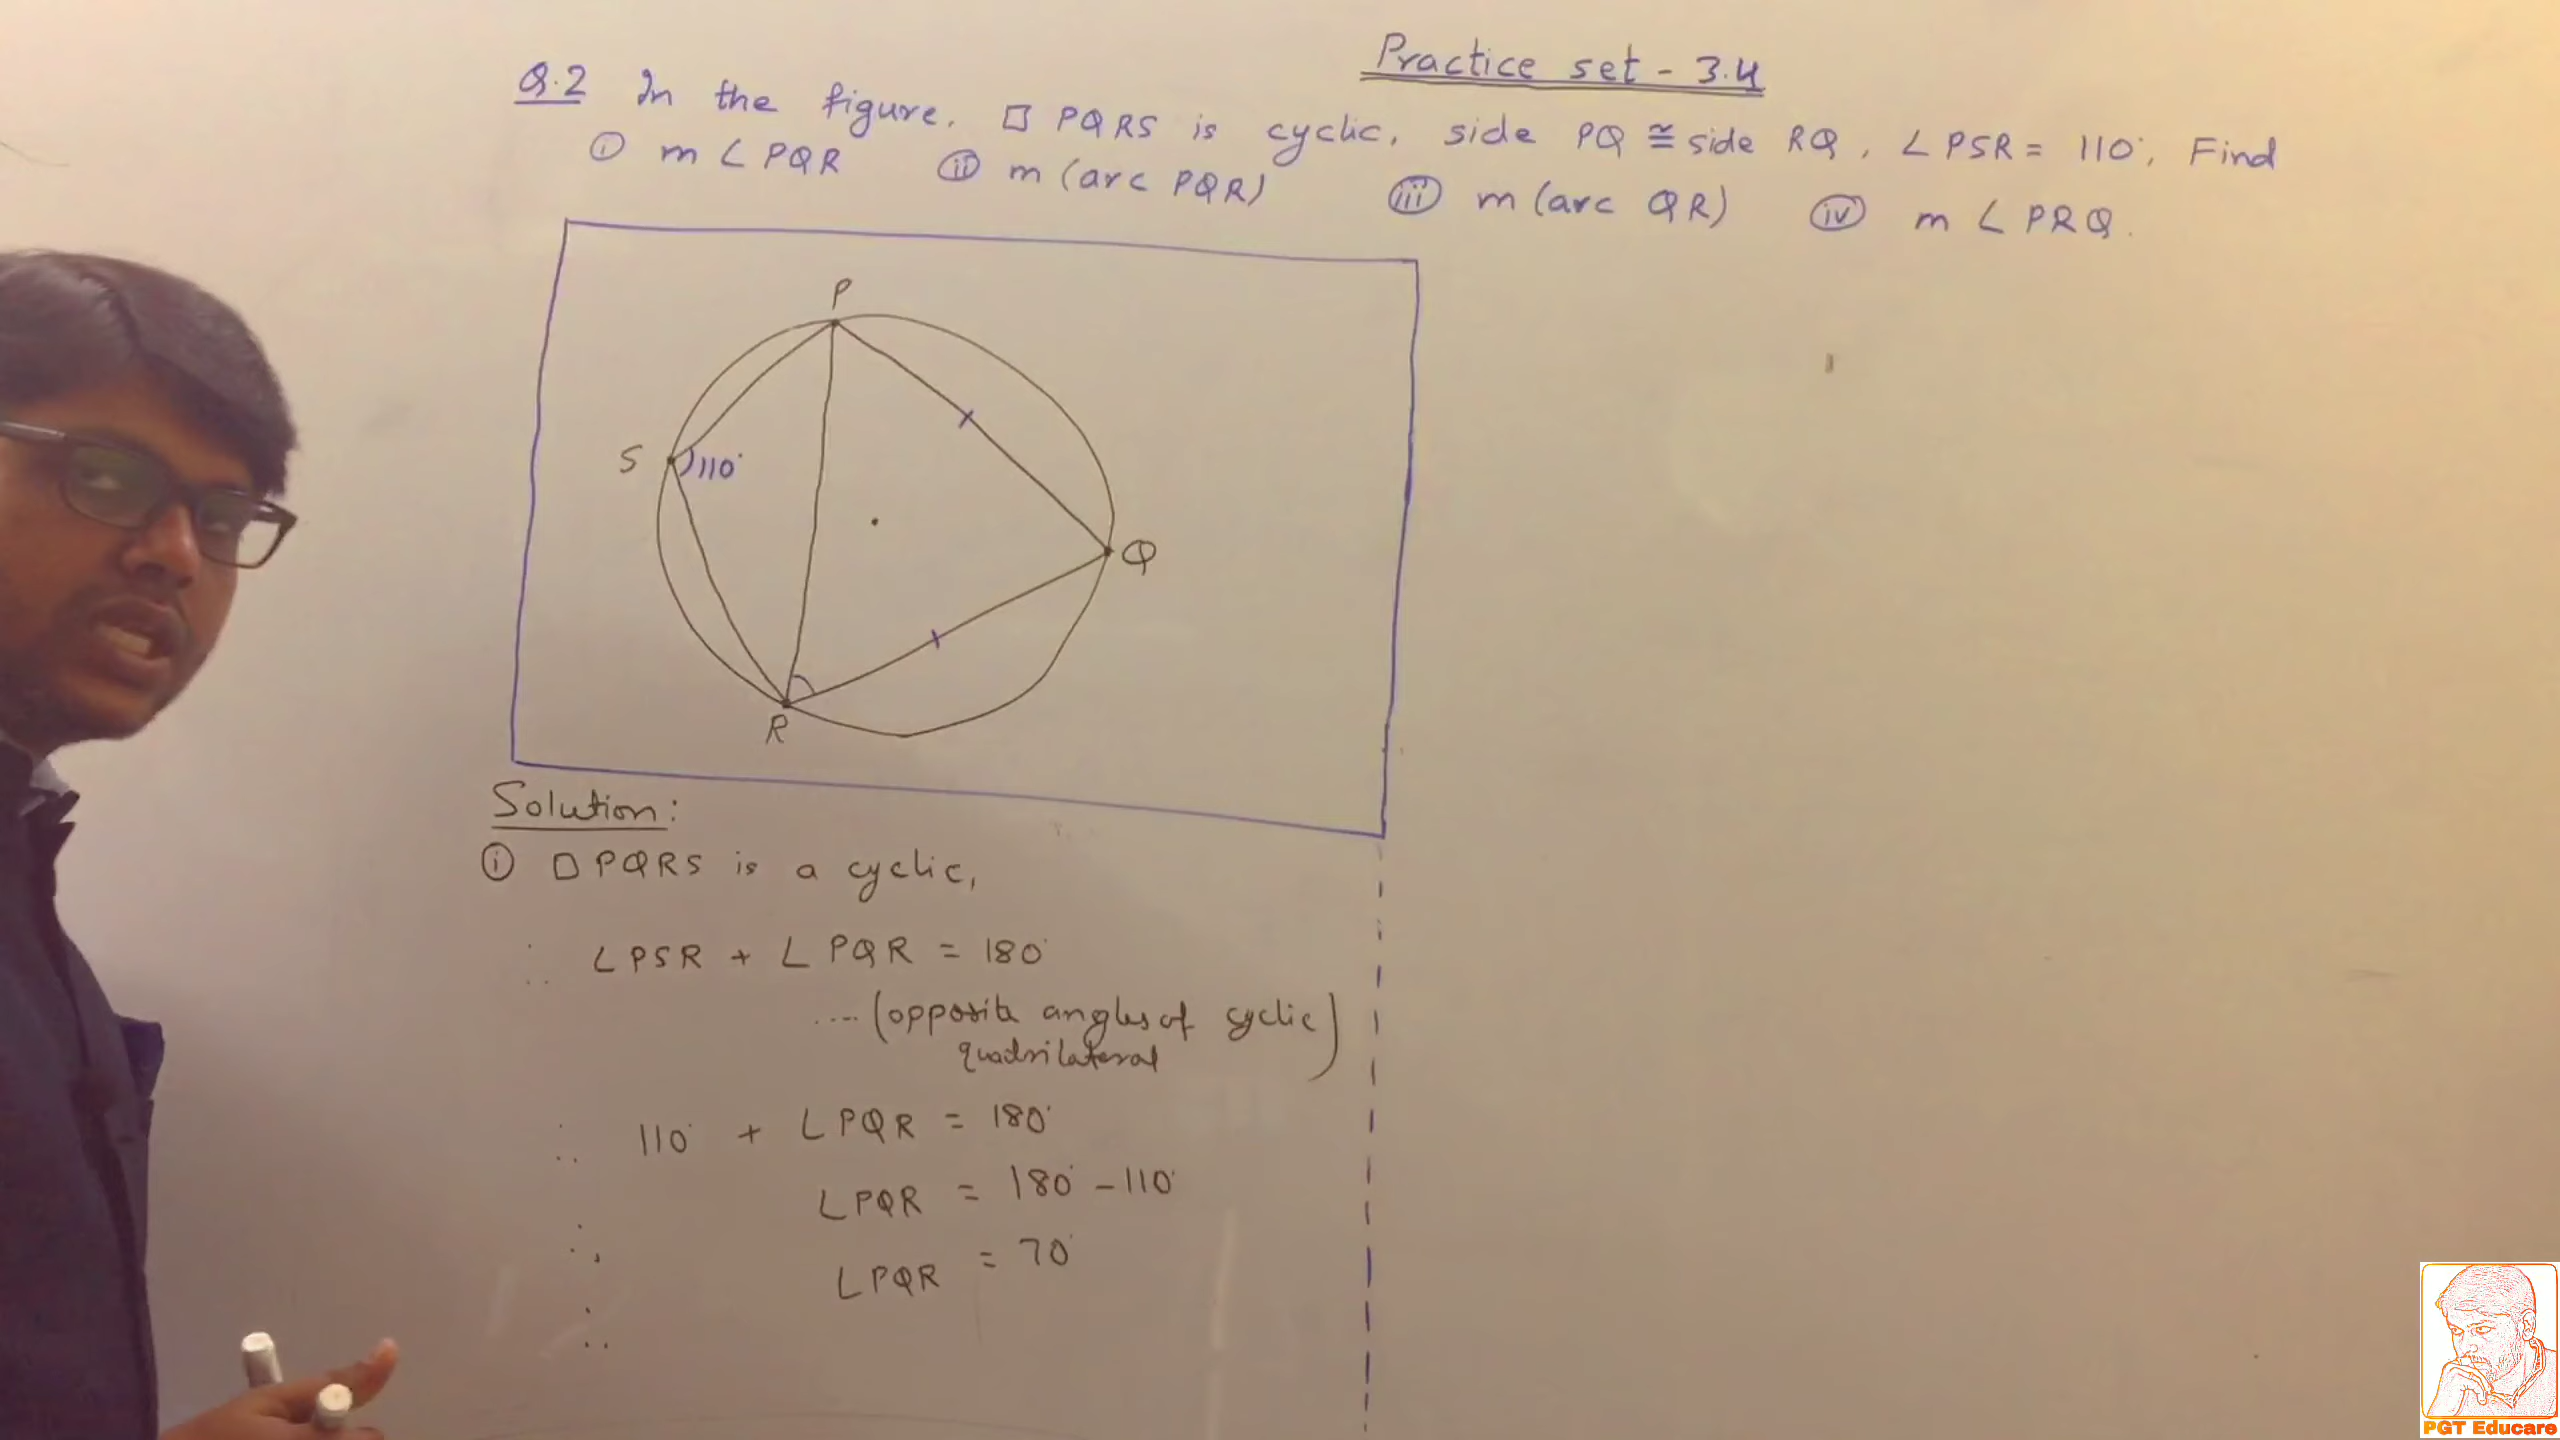 Practice set - 3.4
Q.2 In the figure, □ PQRS is cyclic, side PQ ≅ side RQ, ∠PSR = 110°, Find
(i) m∠PQR (ii) m(arc PQR) (iii) m(arc QR) (iv) m∠PRQ.
P
S
110°
Q
R
Solution:
(i) □PQRS is a cyclic,
∴ ∠PSR + ∠PQR = 180°
.... (opposite angles of cyclic
quadrilateral)
∴ 110° + ∠PQR = 180°
∴ ∠PQR = 180° - 110°
∴ ∠PQR = 70°
PGT Educare